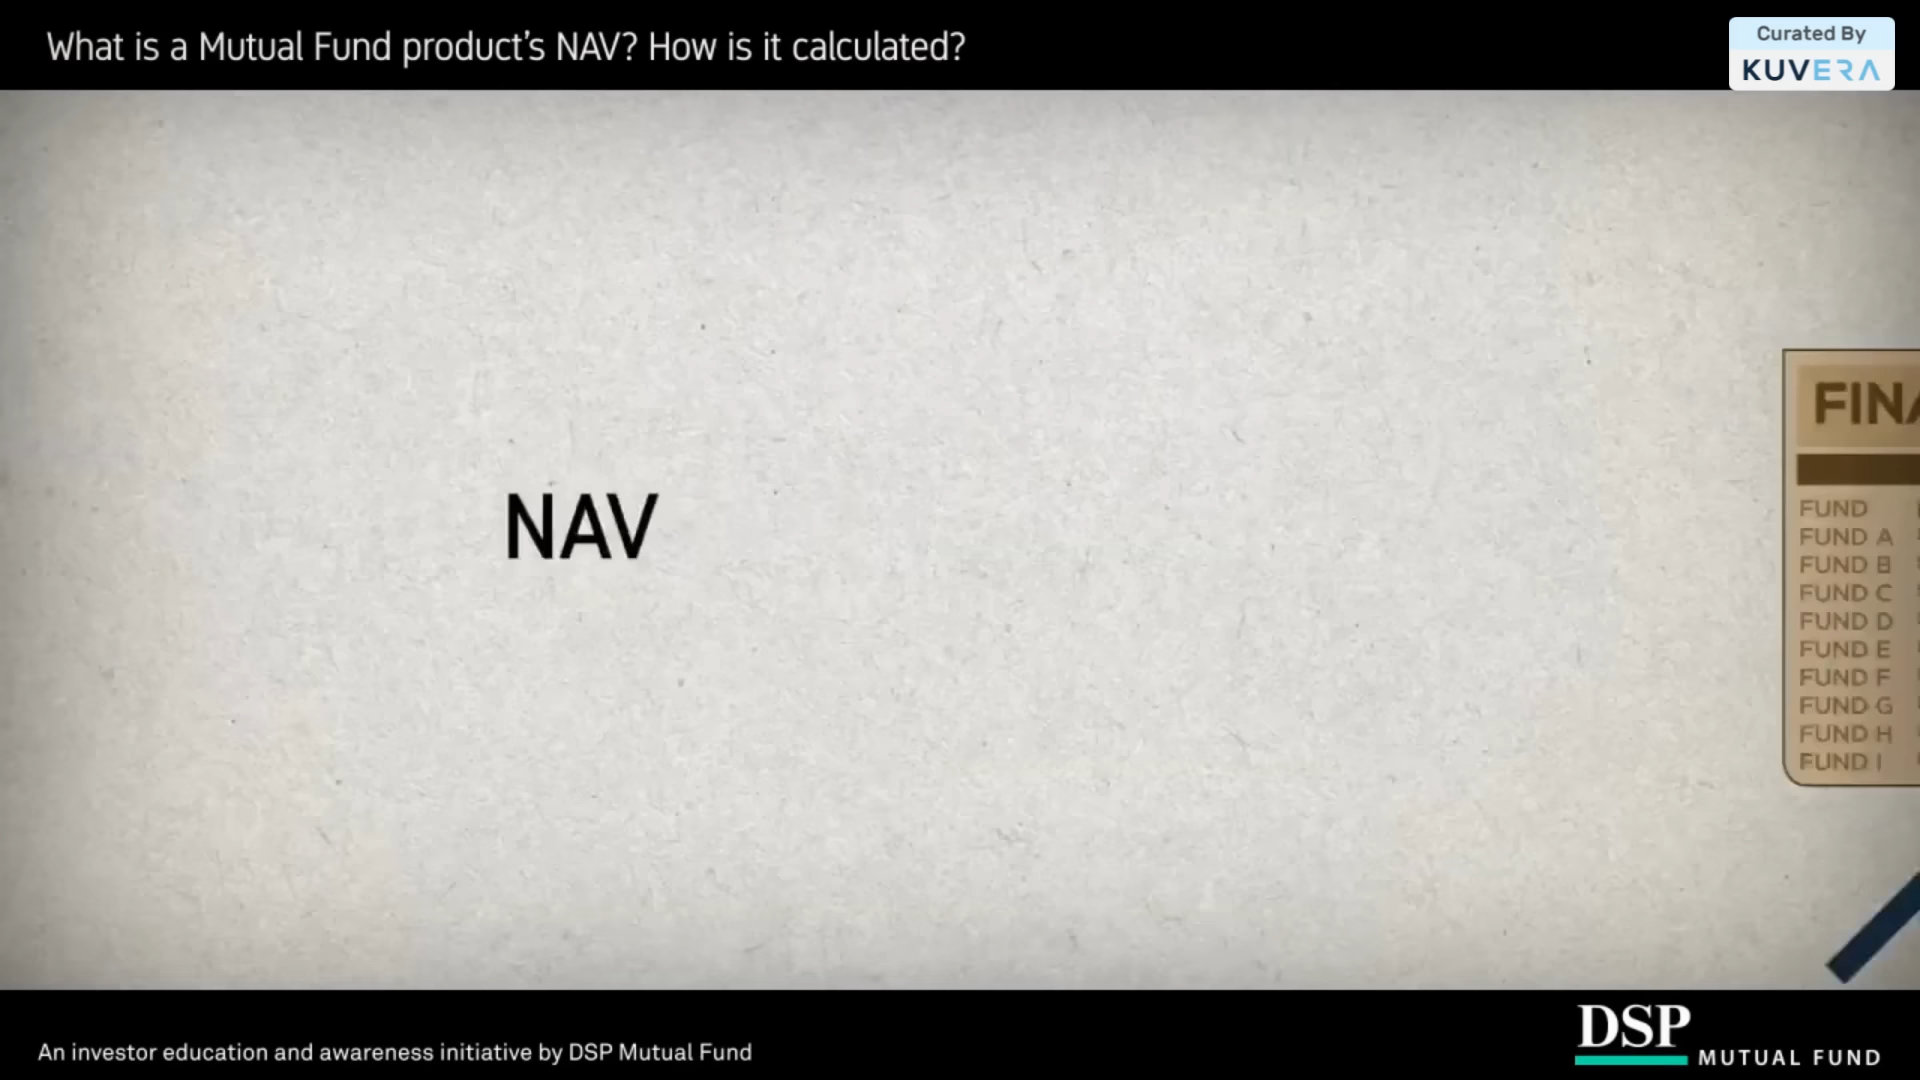 What is a Mutual Fund product's NAV? How is it calculated?
Curated By
KUVERA
NAV
FUND
FUND A
FUND B
FUND C
FUND D
FUND E
FUND F
FUND G
FUND H
FUND I
An investor education and awareness initiative by DSP Mutual Fund
DSP
MUTUAL FUND